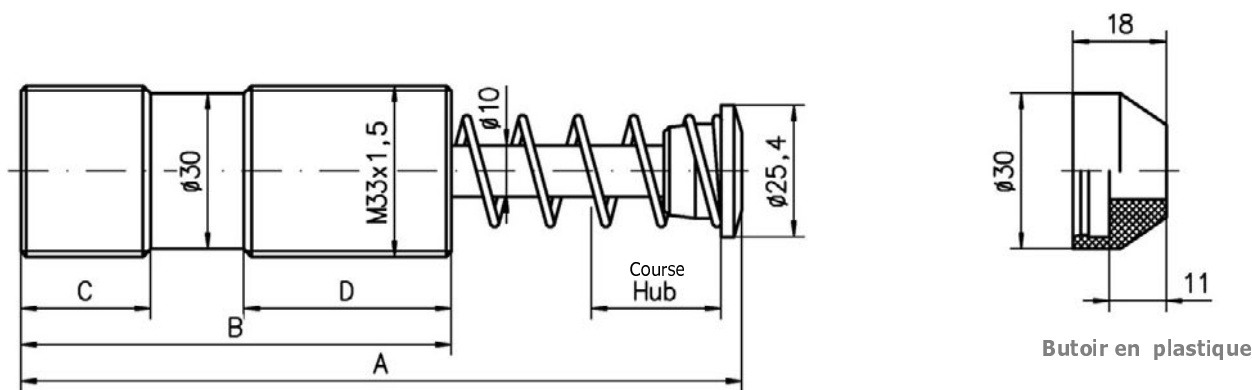 ø30
M33x1,5
ø10
ø25,4
Course
Hub
C
D
B
A
18
ø30
11
Butoir en plastique